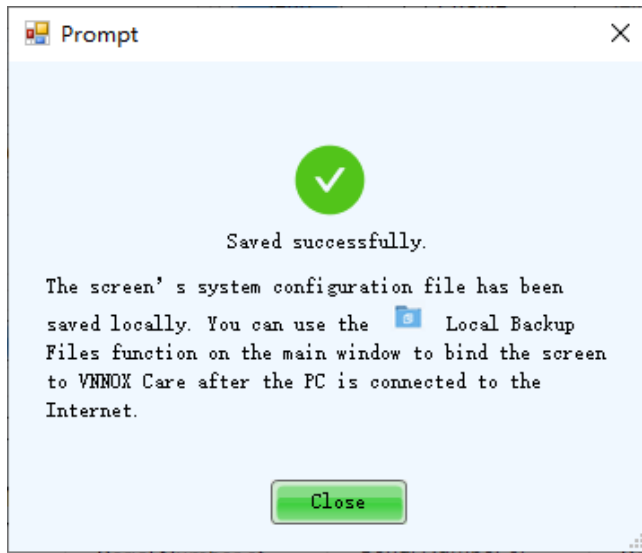 Prompt
Saved successfully.
The screen's system configuration file has been
saved locally. You can use the Local Backup
Files function on the main window to bind the screen
to VNNOX Care after the PC is connected to the
Internet.
Close